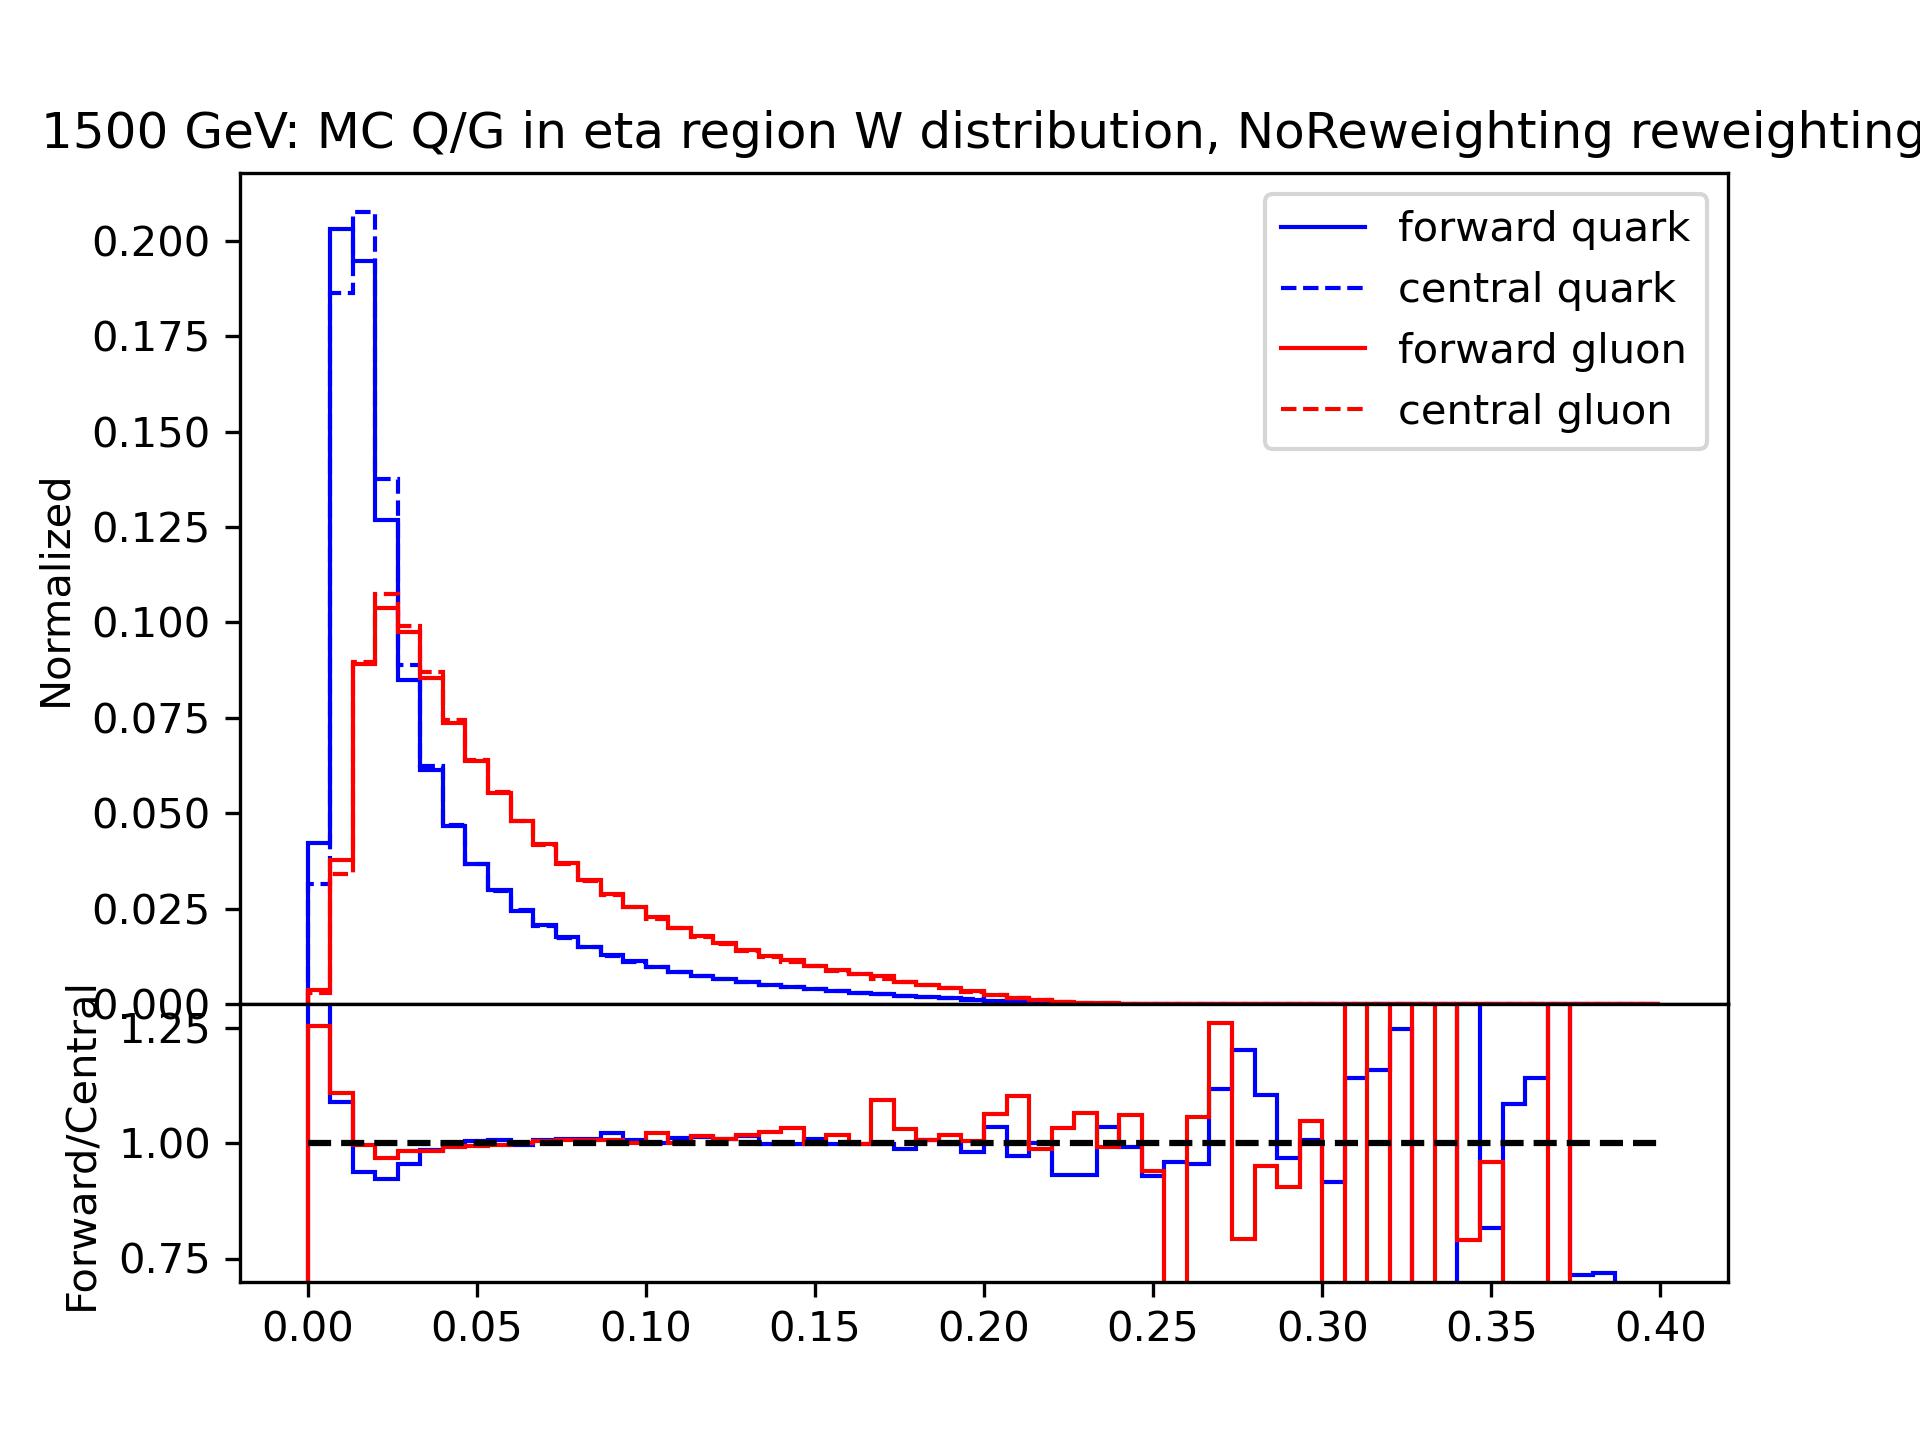 1500 GeV: MC Q/G in eta region W distribution, NoReweighting reweighting
forward quark
central quark
forward gluon
central gluon
Normalized
0.200
0.175
0.150
0.125
0.100
0.075
0.050
0.025
0.000
Forward/Central
1.25
1.00
0.75
0.00 0.05 0.10 0.15 0.20 0.25 0.30 0.35 0.40